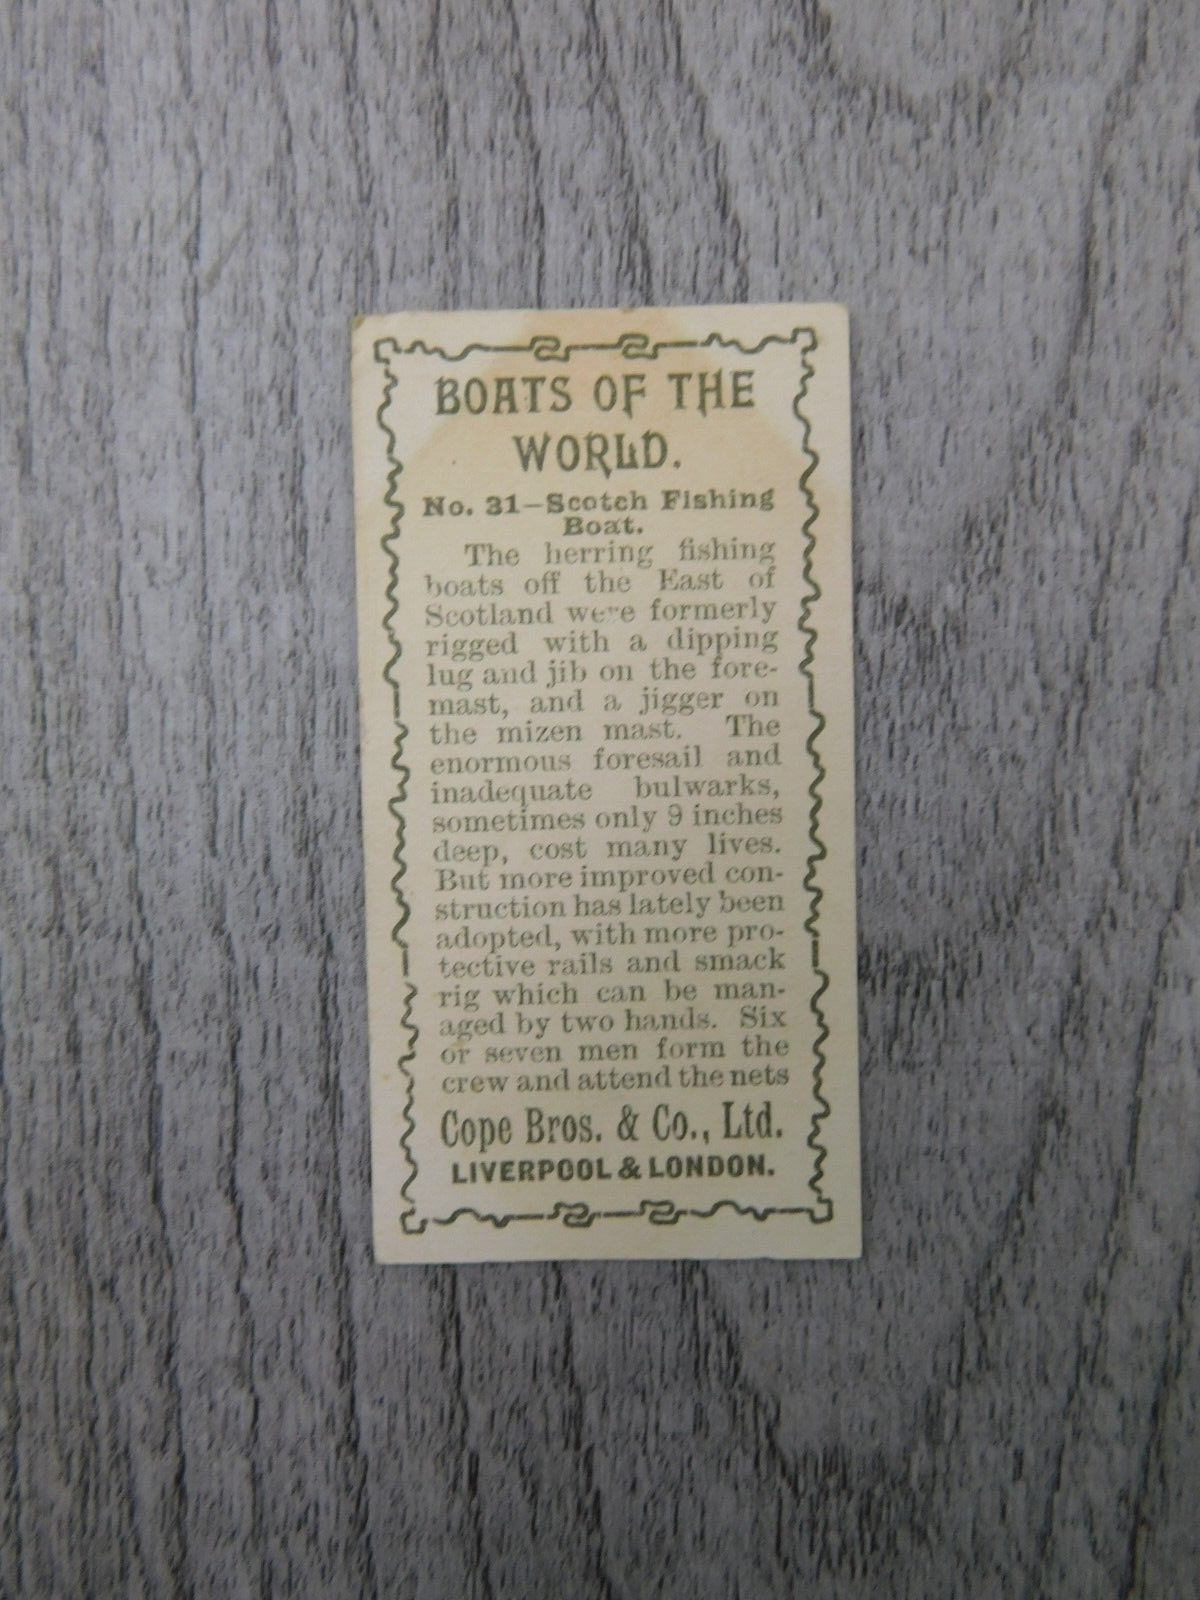 BOATS OF THE
WORLD.
No. 31—Scotch Fishing
Boat.
The herring fishing
boats off the East of
Scotland were formerly
rigged with a dipping
lug and jib on the fore-
mast, and a jigger on
the mizen mast. The
enormous foresail and
inadequate bulwarks,
sometimes only 9 inches
deep, cost many lives.
But more improved con-
struction has lately been
adopted, with more pro-
tective rails and smack
rig which can be man-
aged by two hands. Six
or seven men form the
crew and attend the nets
Cope Bros. & Co., Ltd.
LIVERPOOL & LONDON.